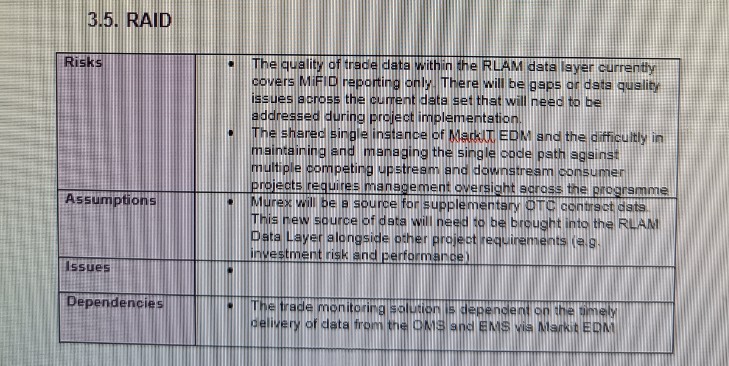 3.5. RAID
Risks
• The quality of trade data within the RLAM data layer currently
covers MiFID reporting only. There will be gaps or data quality
issues across the current data set that will need to be
addressed during project implementation.
• The shared single instance of MarkIT EDM and the difficultly in
maintaining and managing the single code path against
multiple competing upstream and downstream consumer
projects requires management oversight across the programme
Assumptions
• Murex will be a source for supplementary OTC contract data.
This new source of data will need to be brought into the RLAM
Data Layer alongside other project requirements (e.g.
investment risk and performance)
Issues
•
Dependencies
• The trade monitoring solution is dependent on the timely
delivery of data from the OMS and EMS via Markit EDM